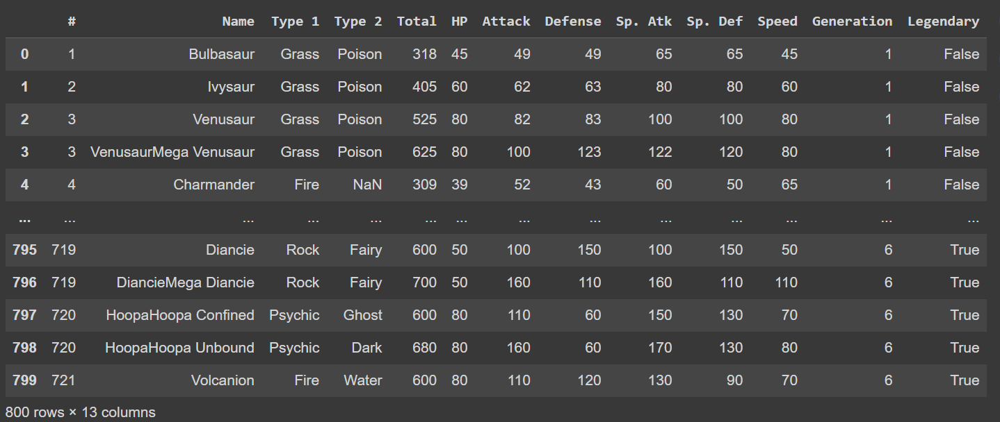 # Name Type 1 Type 2 Total HP Attack Defense Sp. Atk Sp. Def Speed Generation Legendary
0 1 Bulbasaur Grass Poison 318 45 49 49 65 65 45 1 False
1 2 Ivysaur Grass Poison 405 60 62 63 80 80 60 1 False
2 3 Venusaur Grass Poison 525 80 82 83 100 100 80 1 False
3 3 VenusaurMega Venusaur Grass Poison 625 80 100 123 122 120 80 1 False
4 4 Charmander Fire NaN 309 39 52 43 60 50 65 1 False
... ... ... ... ... ... ... ... ... ... ... ... ... ...
795 719 Diancie Rock Fairy 600 50 100 150 100 150 50 6 True
796 719 DiancieMega Diancie Rock Fairy 700 50 160 110 160 110 110 6 True
797 720 HoopaHoopa Confined Psychic Ghost 600 80 110 60 150 130 70 6 True
798 720 HoopaHoopa Unbound Psychic Dark 680 80 160 60 170 130 80 6 True
799 721 Volcanion Fire Water 600 80 110 120 130 90 70 6 True
800 rows × 13 columns